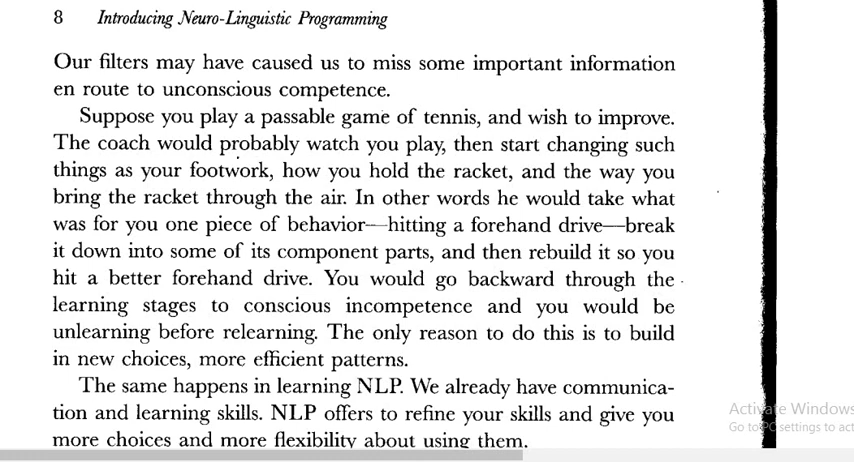 8 Introducing Neuro-Linguistic Programming
Our filters may have caused us to miss some important information
en route to unconscious competence.
Suppose you play a passable game of tennis, and wish to improve.
The coach would probably watch you play, then start changing such
things as your footwork, how you hold the racket, and the way you
bring the racket through the air. In other words he would take what
was for you one piece of behavior—hitting a forehand drive—break
it down into some of its component parts, and then rebuild it so you
hit a better forehand drive. You would go backward through the
learning stages to conscious incompetence and you would be
unlearning before relearning. The only reason to do this is to build
in new choices, more efficient patterns.
The same happens in learning NLP. We already have communica-
tion and learning skills. NLP offers to refine your skills and give you
more choices and more flexibility about using them.
Activate Windows
Go to PC settings to act